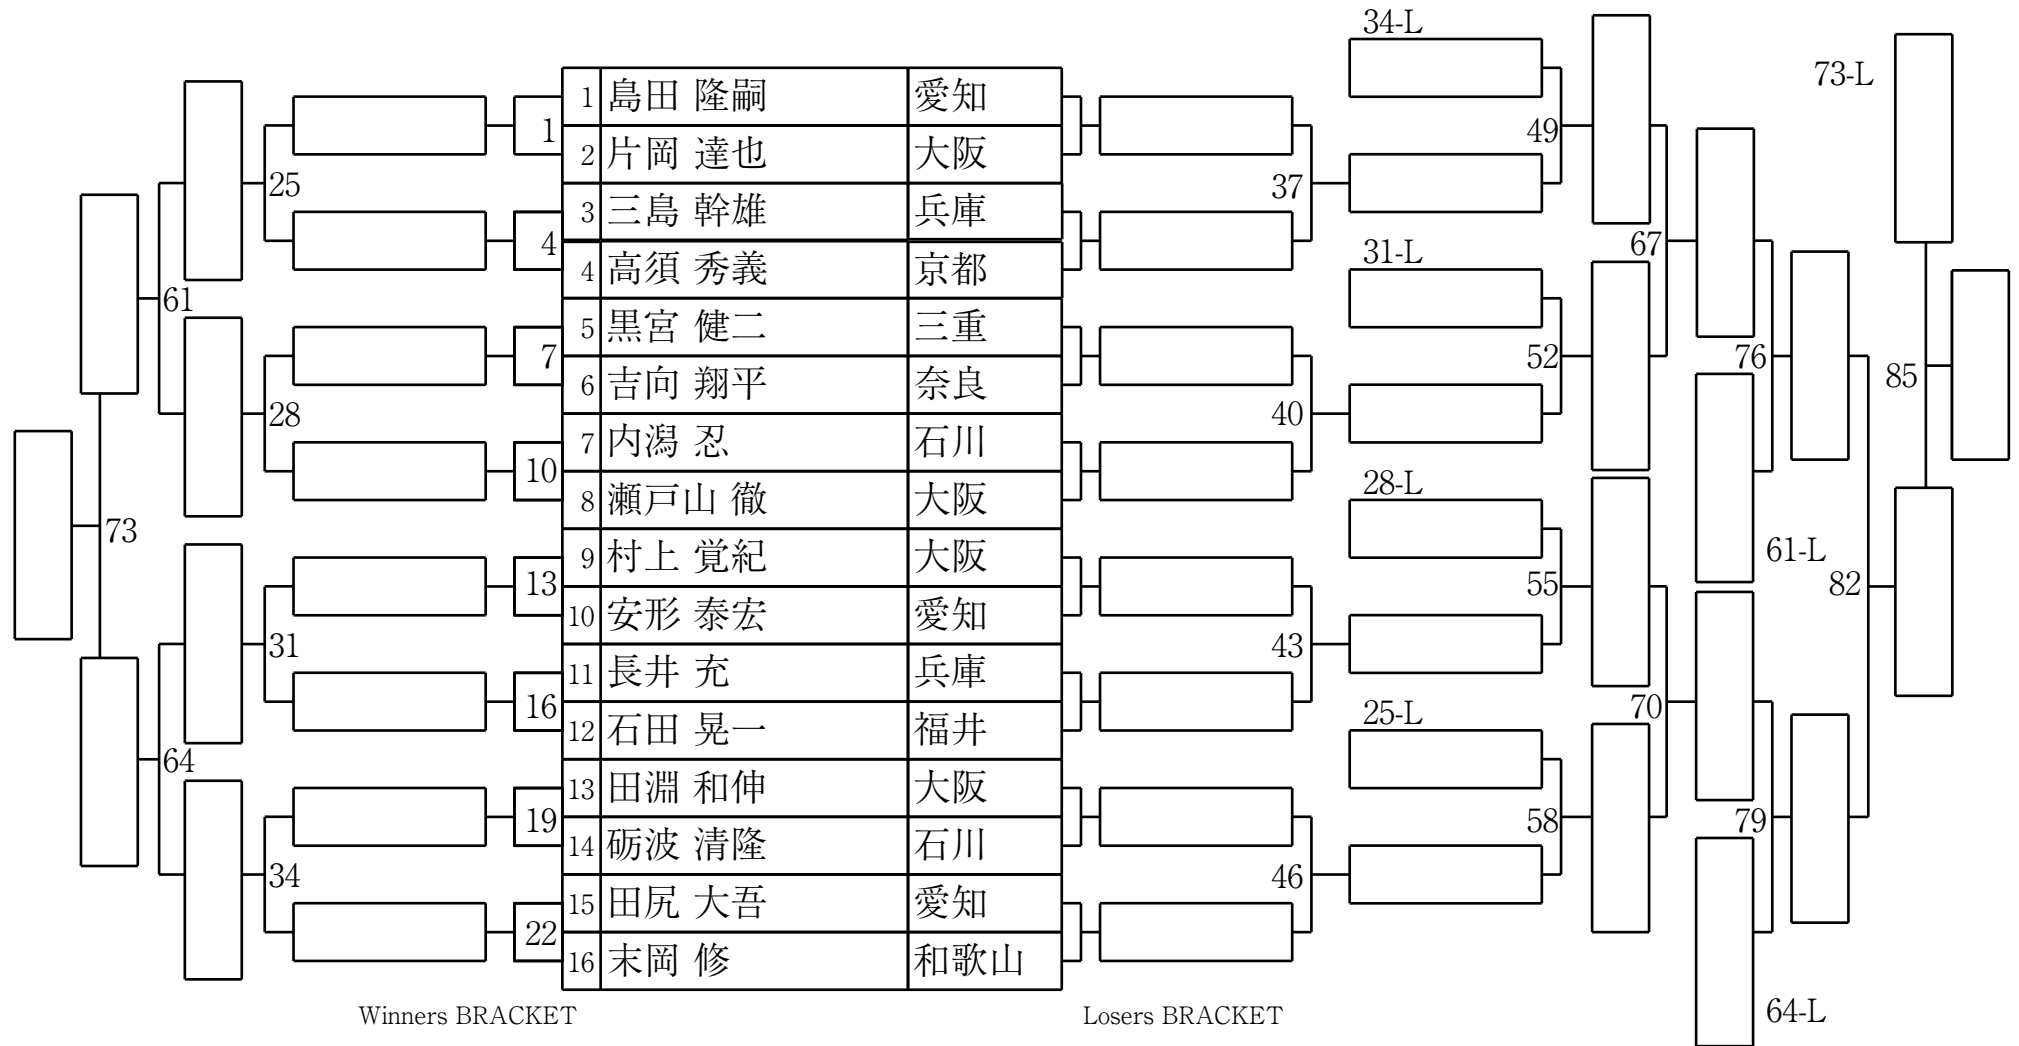 34-L
73-L
1 島田 隆嗣 愛知
1
49
2 片岡 達也 大阪
25
37
3 三島 幹雄 兵庫
4
67
31-L
4 高須 秀義 京都
61
5 黒宮 健二 三重
7
52
76
6 吉向 翔平 奈良
85
28
40
7 内潟 忍 石川
10
28-L
8 瀬戸山 徹 大阪
73
9 村上 覚紀 大阪
61-L
13
55
82
10 安形 泰宏 愛知
31
43
11 長井 充 兵庫
16
70
25-L
12 石田 晃一 福井
64
13 田淵 和伸 大阪
19
58
79
14 砺波 清隆 石川
34
46
15 田尻 大吾 愛知
22
16 末岡 修 和歌山
Winners BRACKET
Losers BRACKET
64-L